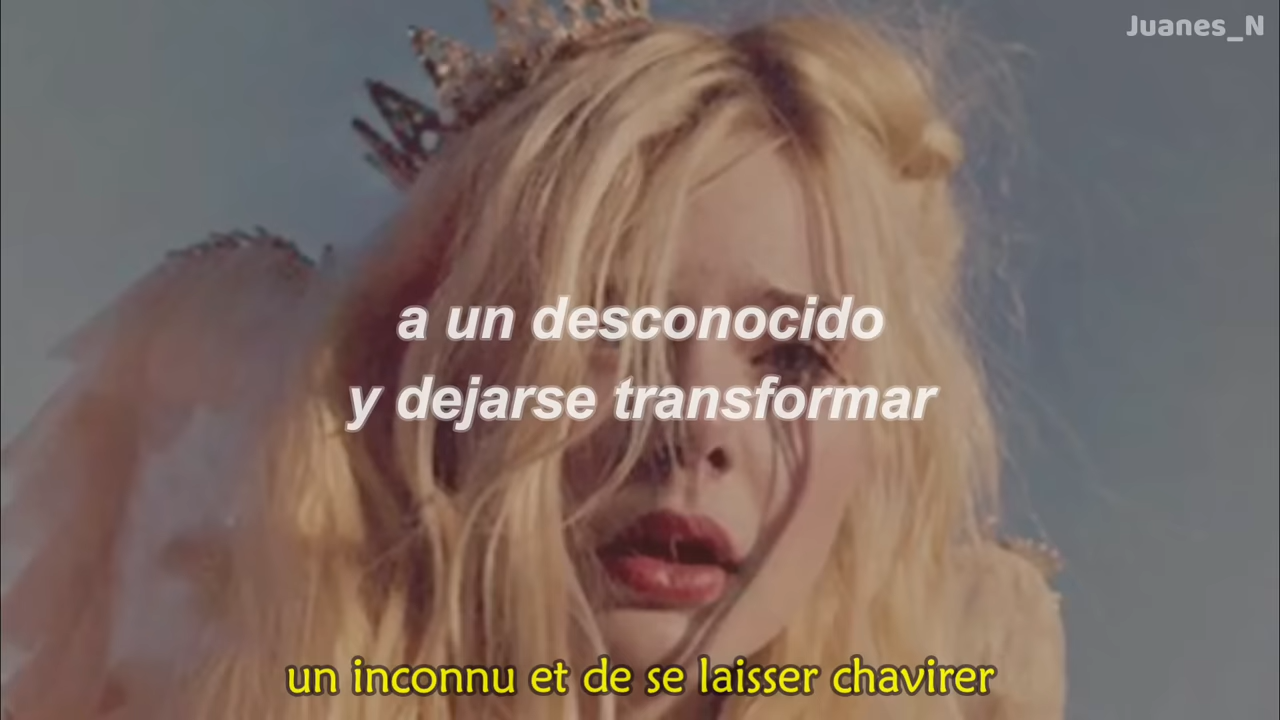 Juanes_N
a un desconocido
y dejarse transformar
un inconnu et de se laisser chavirer